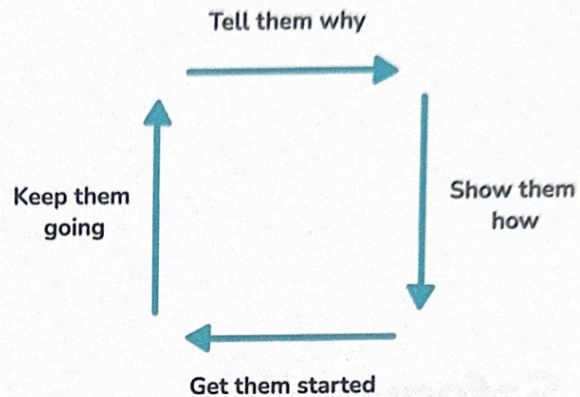 Tell them why
Show them
how
Get them started
Keep them
going